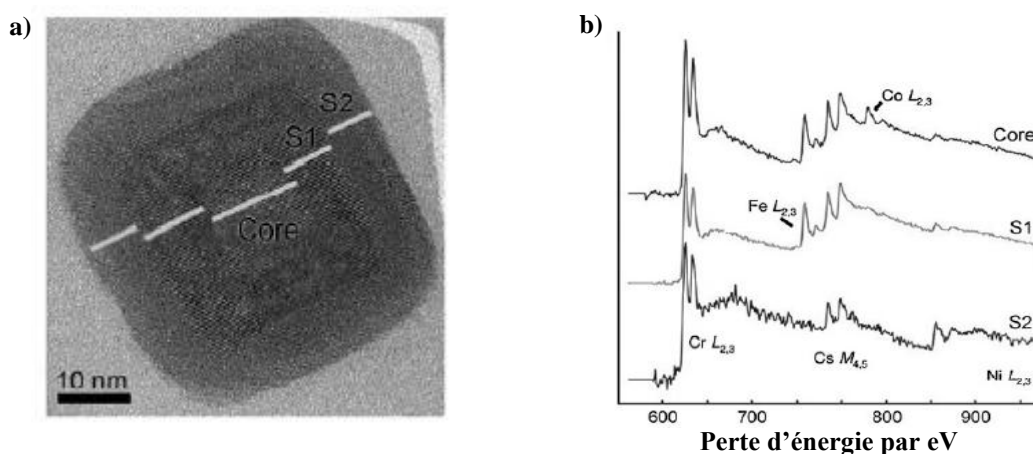 a)
S2
S1
Core
10 nm
b)
Co L2,3
Core
Fe L2,3
S1
S2
Cr L2,3
Cs M4,5
Ni L2,3
600 700 800 900
Perte d'énergie par eV